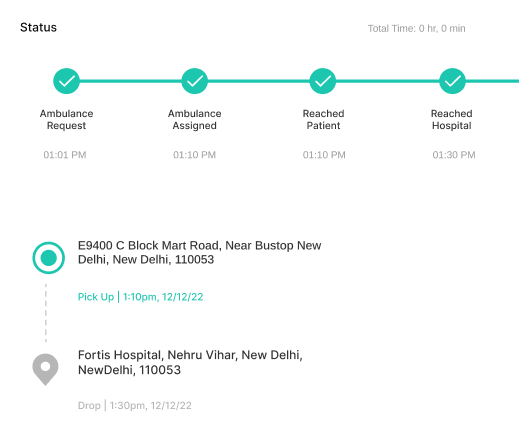 Status
Total Time: 0 hr, 0 min
Ambulance
Request
Ambulance
Assigned
Reached
Patient
Reached
Hospital
01:01 PM
01:10 PM
01:10 PM
01:30 PM
E9400 C Block Mart Road, Near Bustop New
Delhi, New Delhi, 110053
Pick Up | 1:10pm, 12/12/22
Fortis Hospital, Nehru Vihar, New Delhi,
NewDelhi, 110053
Drop | 1:30pm, 12/12/22